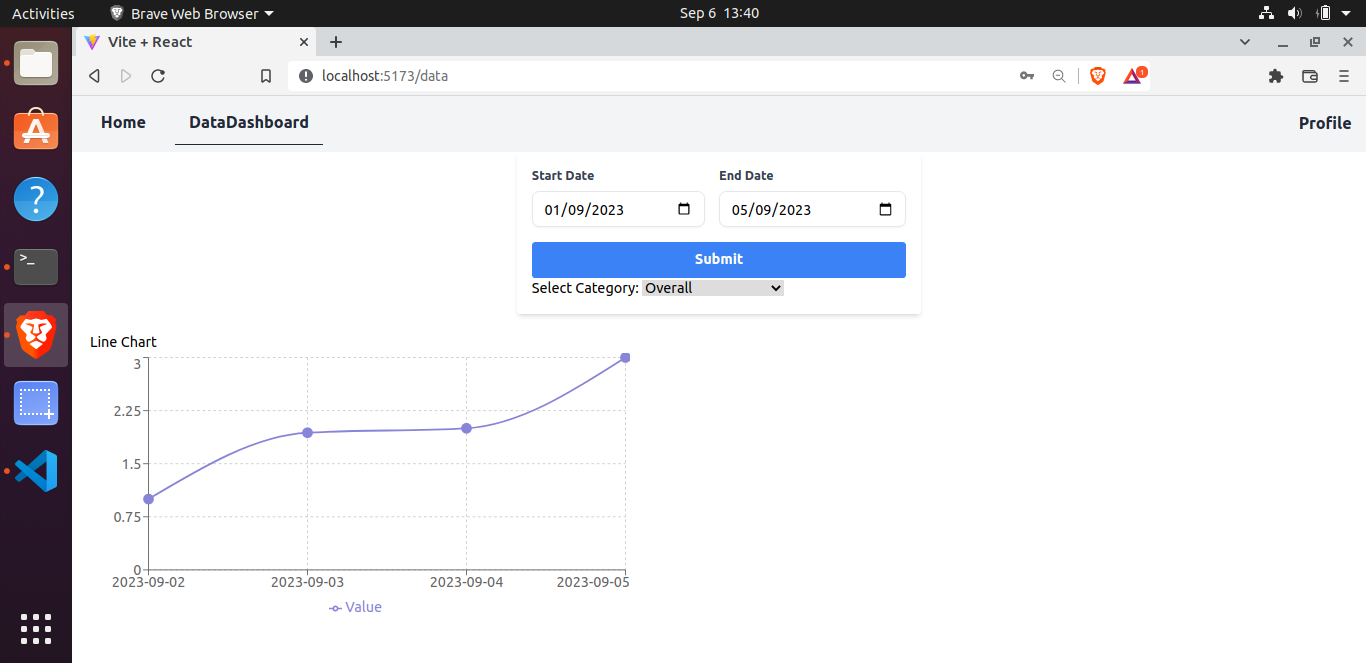 Activities Brave Web Browser Sep 6 13:40
Vite + React
localhost:5173/data 1
Home DataDashboard Profile
Start Date End Date
01/09/2023 05/09/2023
Submit
Select Category: Overall
Line Chart
3
2.25
1.5
0.75
0
2023-09-02 2023-09-03 2023-09-04 2023-09-05
Value